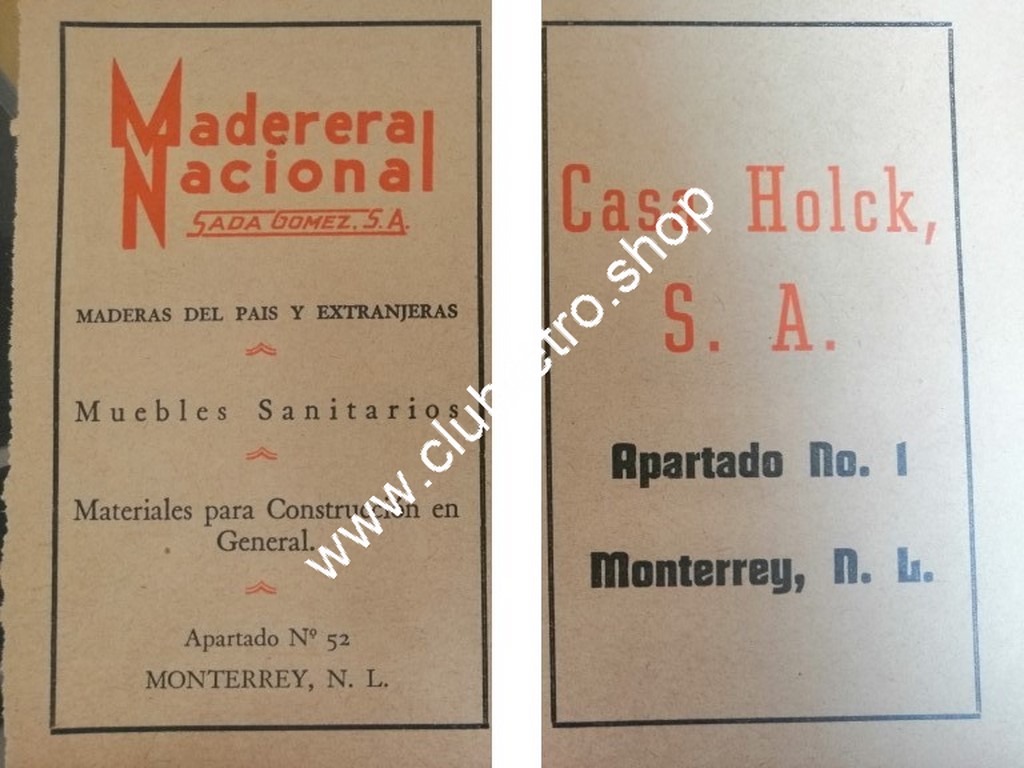 Maderera
Nacional
SADA GOMEZ, S.A.
MADERAS DEL PAIS Y EXTRANJERAS
Muebles Sanitarios
Materiales para Construcción en
General.
Apartado Nº 52
MONTERREY, N. L.
Casa Holck,
S. A.
Apartado No. 1
Monterrey, N. L.
www.clubretro.shop